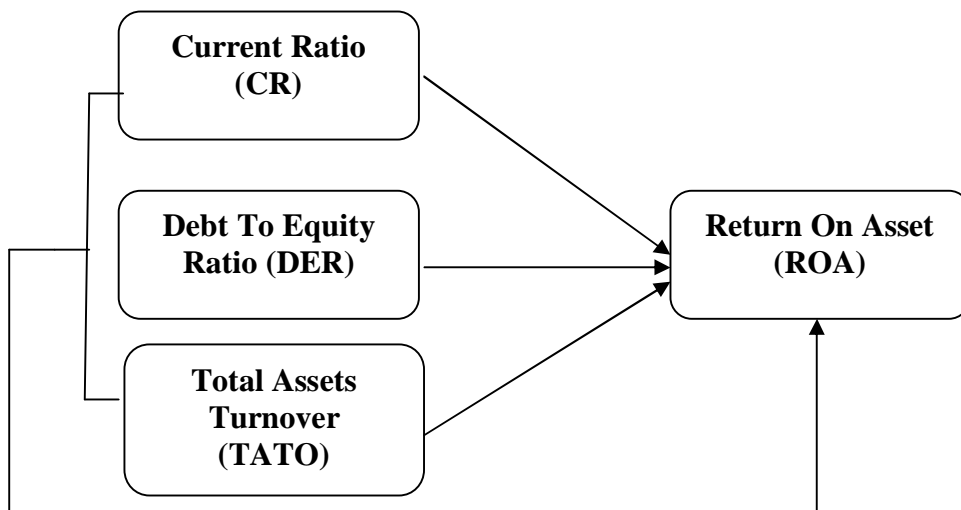 Current Ratio
(CR)
Debt To Equity
Ratio (DER)
Return On Asset
(ROA)
Total Assets
Turnover
(TATO)